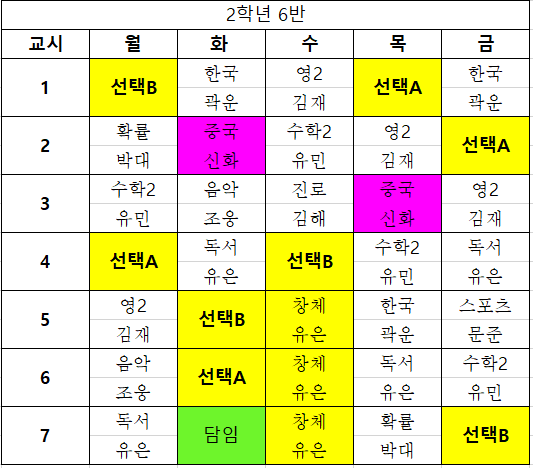 2학년 6반
교시 월 화 수 목 금
1 선택B 한국 영2 선택A 한국
곽운 김재 곽운
2 확률 중국 수학2 영2 선택A
박대 신화 유민 김재
3 수학2 음악 진로 중국 영2
유민 조웅 김해 신화 김재
4 선택A 독서 선택B 수학2 독서
유은 유민 유은
5 영2 선택B 창체 한국 스포츠
김재 유은 곽운 문준
6 음악 선택A 창체 독서 수학2
조웅 유은 유은 유민
7 독서 담임 창체 확률 선택B
유은 유은 박대